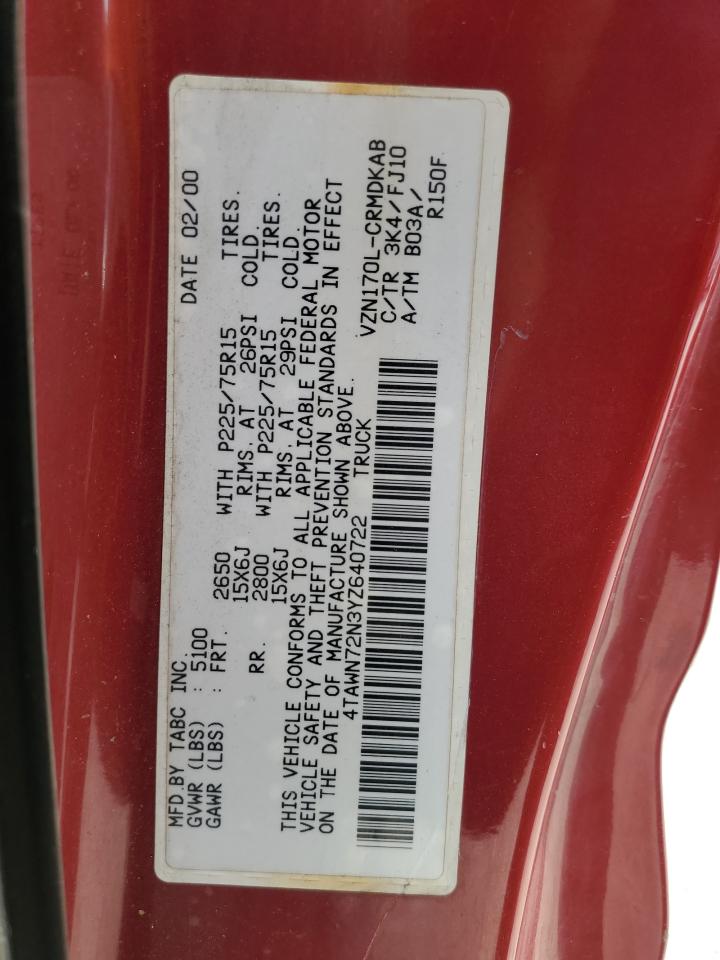 MFD.BY TABC INC. DATE 02/00
GVWR (LBS) : 5100
GAWR (LBS) : FRT. 2650 WITH P225/75R15 TIRES.
15X6J RIMS, AT 26PSI COLD.
RR. 2800 WITH P225/75R15 TIRES.
15X6J RIMS, AT 29PSI COLD.
THIS VEHICLE CONFORMS TO ALL APPLICABLE FEDERAL MOTOR
VEHICLE SAFETY AND THEFT PREVENTION STANDARDS IN EFFECT
ON THE DATE OF MANUFACTURE SHOWN ABOVE.
4TAWN72N3YZ640722 TRUCK
VZN170L-CRMDKAB
C/TR 3K4/FJ10
A/TM B03A/
R150F